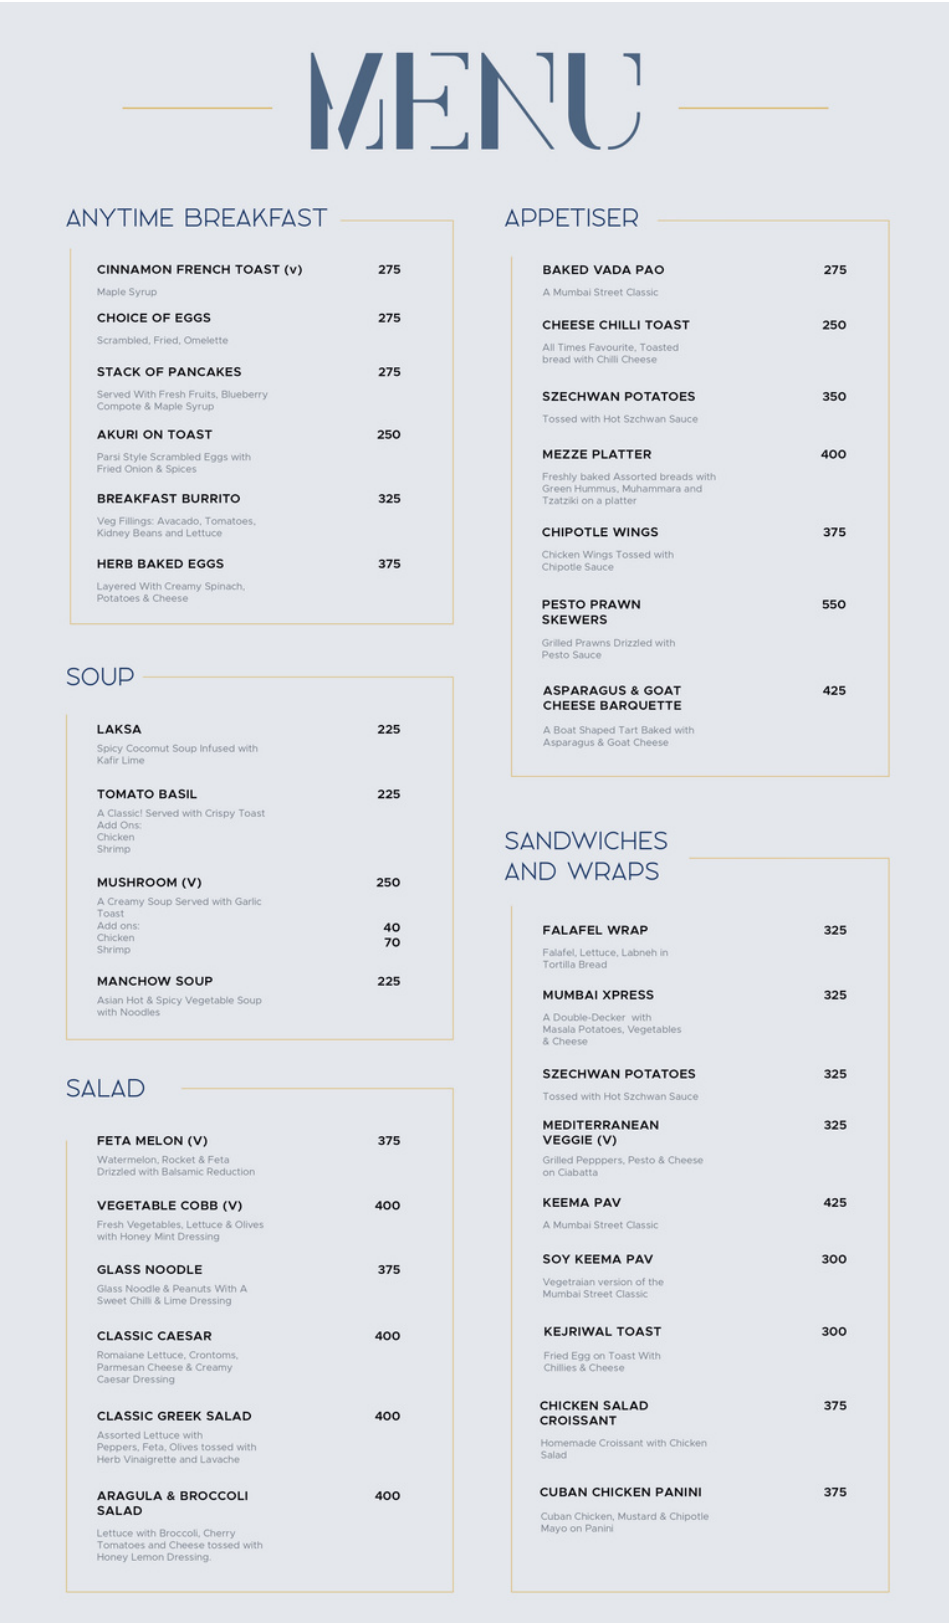 MENU
ANYTIME BREAKFAST
CINNAMON FRENCH TOAST (v) 275
Maple Syrup
CHOICE OF EGGS 275
Scrambled, Fried, Omelette
STACK OF PANCAKES 275
Served With Fresh Fruits, Blueberry
Compote & Maple Syrup
AKURI ON TOAST 250
Parsi Style Scrambled Eggs with
Fried Onion & Spices
BREAKFAST BURRITO 325
Veg Fillings: Avacado, Tomatoes,
Kidney Beans and Lettuce
HERB BAKED EGGS 375
Layered With Creamy Spinach,
Potatoes & Cheese
SOUP
LAKSA 225
Spicy Cocomut Soup Infused with
Kafir Lime
TOMATO BASIL 225
A Classic! Served with Crispy Toast
Add Ons:
Chicken
Shrimp
MUSHROOM (V) 250
A Creamy Soup Served with Garlic
Toast
Add ons: 40
Chicken 70
Shrimp
MANCHOW SOUP 225
Asian Hot & Spicy Vegetable Soup
with Noodles
SALAD
FETA MELON (V) 375
Watermelon, Rocket & Feta
Drizzled with Balsamic Reduction
VEGETABLE COBB (V) 400
Fresh Vegetables, Lettuce & Olives
with Honey Mint Dressing
GLASS NOODLE 375
Glass Noodle & Peanuts With A
Sweet Chilli & Lime Dressing
CLASSIC CAESAR 400
Romaiane Lettuce, Crontoms,
Parmesan Cheese & Creamy
Caesar Dressing
CLASSIC GREEK SALAD 400
Assorted Lettuce with
Peppers, Feta, Olives tossed with
Herb Vinaigrette and Lavache
ARAGULA & BROCCOLI 400
SALAD
Lettuce with Broccoli, Cherry
Tomatoes and Cheese tossed with
Honey Lemon Dressing.
APPETISER
BAKED VADA PAO 275
A Mumbai Street Classic
CHEESE CHILLI TOAST 250
All Times Favourite, Toasted
bread with Chilli Cheese
SZECHWAN POTATOES 350
Tossed with Hot Szchwan Sauce
MEZZE PLATTER 400
Freshly baked Assorted breads with
Green Hummus, Muhammara and
Tzatziki on a platter
CHIPOTLE WINGS 375
Chicken Wings Tossed with
Chipotle Sauce
PESTO PRAWN 550
SKEWERS
Grilled Prawns Drizzled with
Pesto Sauce
ASPARAGUS & GOAT 425
CHEESE BARQUETTE
A Boat Shaped Tart Baked with
Asparagus & Goat Cheese
SANDWICHES
AND WRAPS
FALAFEL WRAP 325
Falafel, Lettuce, Labneh in
Tortilla Bread
MUMBAI XPRESS 325
A Double-Decker with
Masala Potatoes, Vegetables
& Cheese
SZECHWAN POTATOES 325
Tossed with Hot Szchwan Sauce
MEDITERRANEAN 325
VEGGIE (V)
Grilled Pepppers, Pesto & Cheese
on Ciabatta
KEEMA PAV 425
A Mumbai Street Classic
SOY KEEMA PAV 300
Vegetraian version of the
Mumbai Street Classic
KEJRIWAL TOAST 300
Fried Egg on Toast With
Chillies & Cheese
CHICKEN SALAD 375
CROISSANT
Homemade Croissant with Chicken
Salad
CUBAN CHICKEN PANINI 375
Cuban Chicken, Mustard & Chipotle
Mayo on Panini